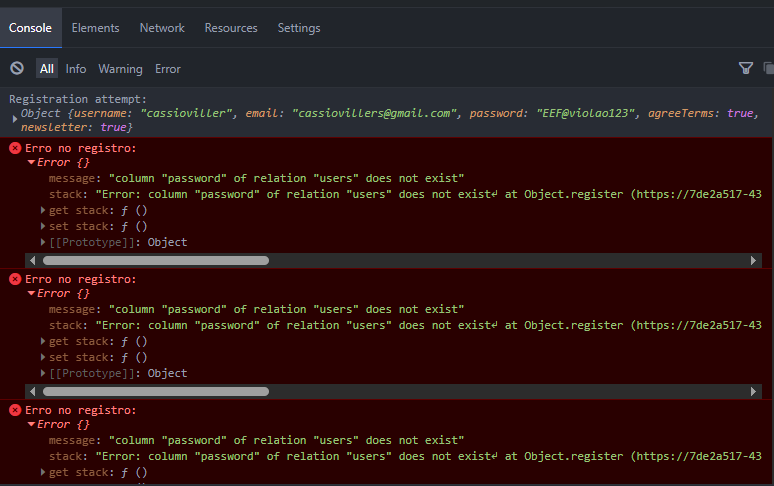 Console Elements Network Resources Settings
All Info Warning Error
Registration attempt:
Object {username: "cassioviller", email: "cassiovillers@gmail.com", password: "EEF@violao123", agreeTerms: true,
newsletter: true}
Erro no registro:
Error {}
message: "column "password" of relation "users" does not exist"
stack: "Error: column "password" of relation "users" does not exist↵ at Object.register (https://7de2a517-43
get stack: ƒ ()
set stack: ƒ ()
[[Prototype]]: Object
Erro no registro:
Error {}
message: "column "password" of relation "users" does not exist"
stack: "Error: column "password" of relation "users" does not exist↵ at Object.register (https://7de2a517-43
get stack: ƒ ()
set stack: ƒ ()
[[Prototype]]: Object
Erro no registro:
Error {}
message: "column "password" of relation "users" does not exist"
stack: "Error: column "password" of relation "users" does not exist↵ at Object.register (https://7de2a517-43
get stack: ƒ ()